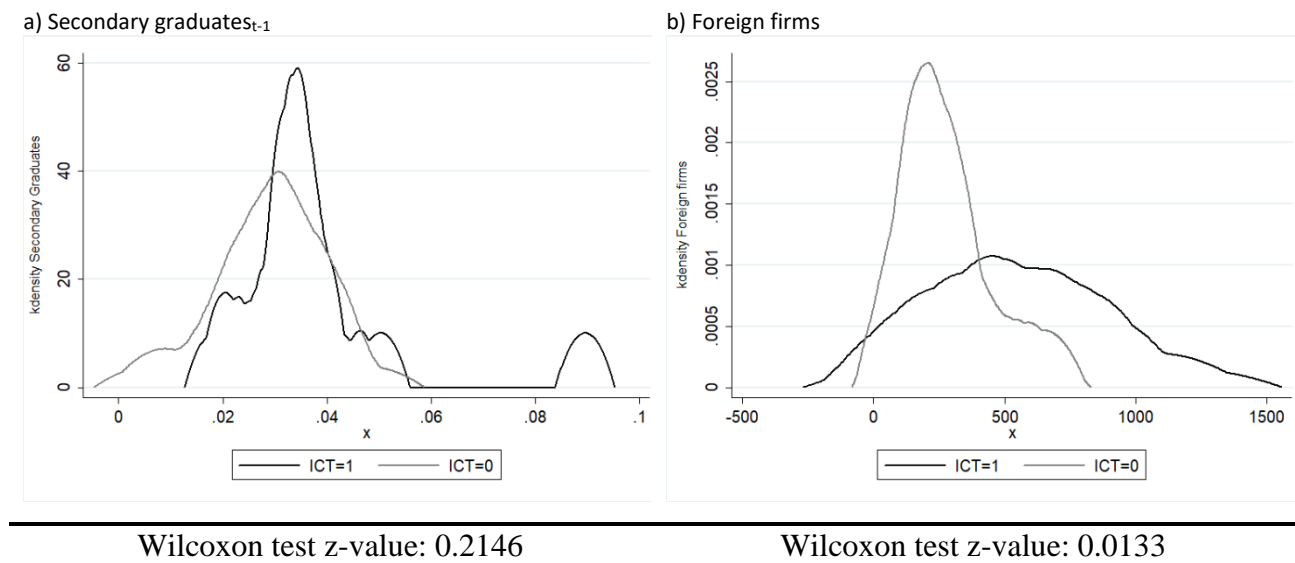 a) Secondary graduatest-1
b) Foreign firms
kdensity Secondary Graduates
60
40
20
0
0 .02 .04 .06 .08 .1
x
ICT=1 ICT=0
kdensity Foreign firms
.0025
.002
.0015
.001
.0005
0
-500 0 500 1000 1500
x
ICT=1 ICT=0
Wilcoxon test z-value: 0.2146
Wilcoxon test z-value: 0.0133